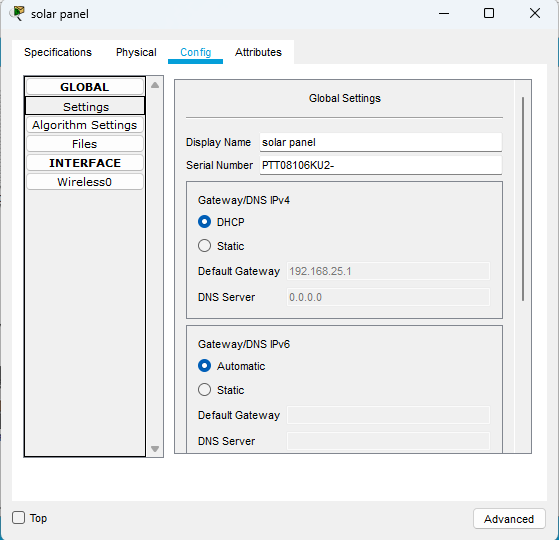 solar panel
Specifications Physical Config Attributes
GLOBAL
Settings
Algorithm Settings
Files
INTERFACE
Wireless0
Global Settings
Display Name solar panel
Serial Number PTT08106KU2-
Gateway/DNS IPv4
DHCP
Static
Default Gateway 192.168.25.1
DNS Server 0.0.0.0
Gateway/DNS IPv6
Automatic
Static
Default Gateway
DNS Server
Top
Advanced